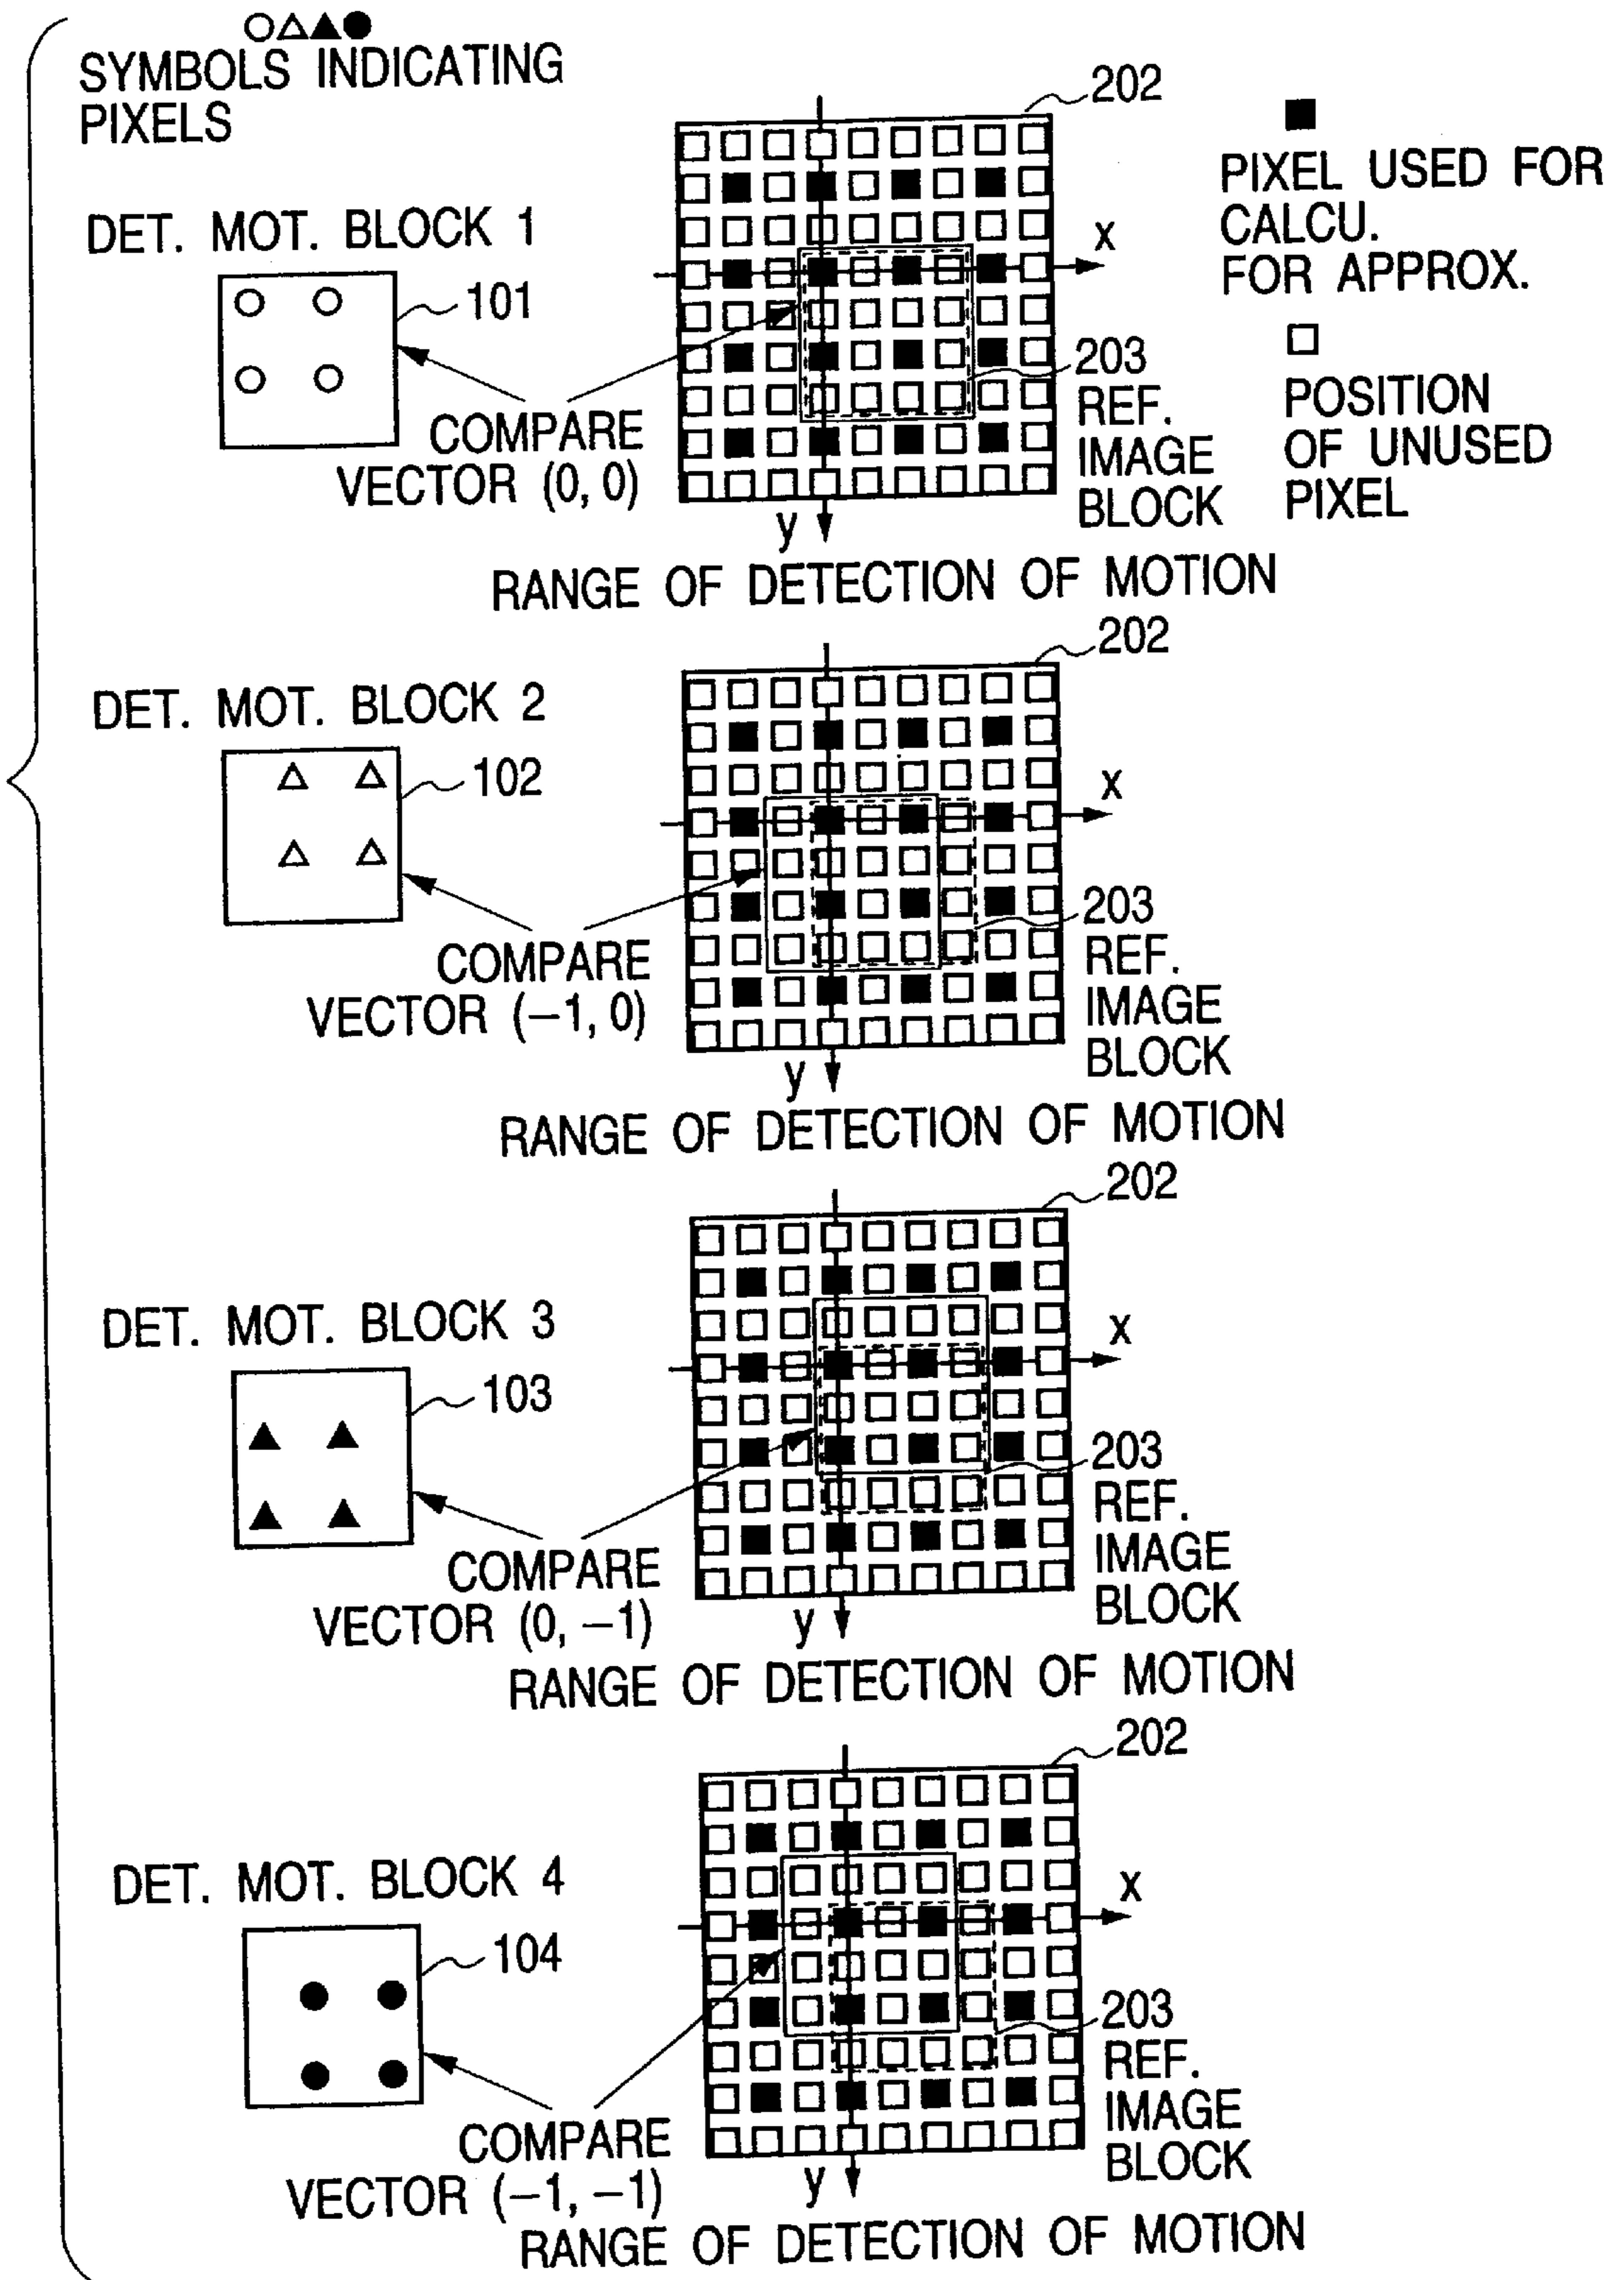 SYMBOLS INDICATING
PIXELS
202
PIXEL USED FOR
CALCU.
FOR APPROX.
DET. MOT. BLOCK 1
x
101
203
REF.
IMAGE
BLOCK
POSITION
OF UNUSED
PIXEL
COMPARE
VECTOR (0, 0)
y
RANGE OF DETECTION OF MOTION
202
DET. MOT. BLOCK 2
x
102
203
REF.
IMAGE
BLOCK
COMPARE
VECTOR (−1, 0)
y
RANGE OF DETECTION OF MOTION
202
DET. MOT. BLOCK 3
x
103
203
REF.
IMAGE
BLOCK
COMPARE
VECTOR (0, −1)
y
RANGE OF DETECTION OF MOTION
202
DET. MOT. BLOCK 4
x
104
203
REF.
IMAGE
BLOCK
COMPARE
VECTOR (−1, −1)
y
RANGE OF DETECTION OF MOTION